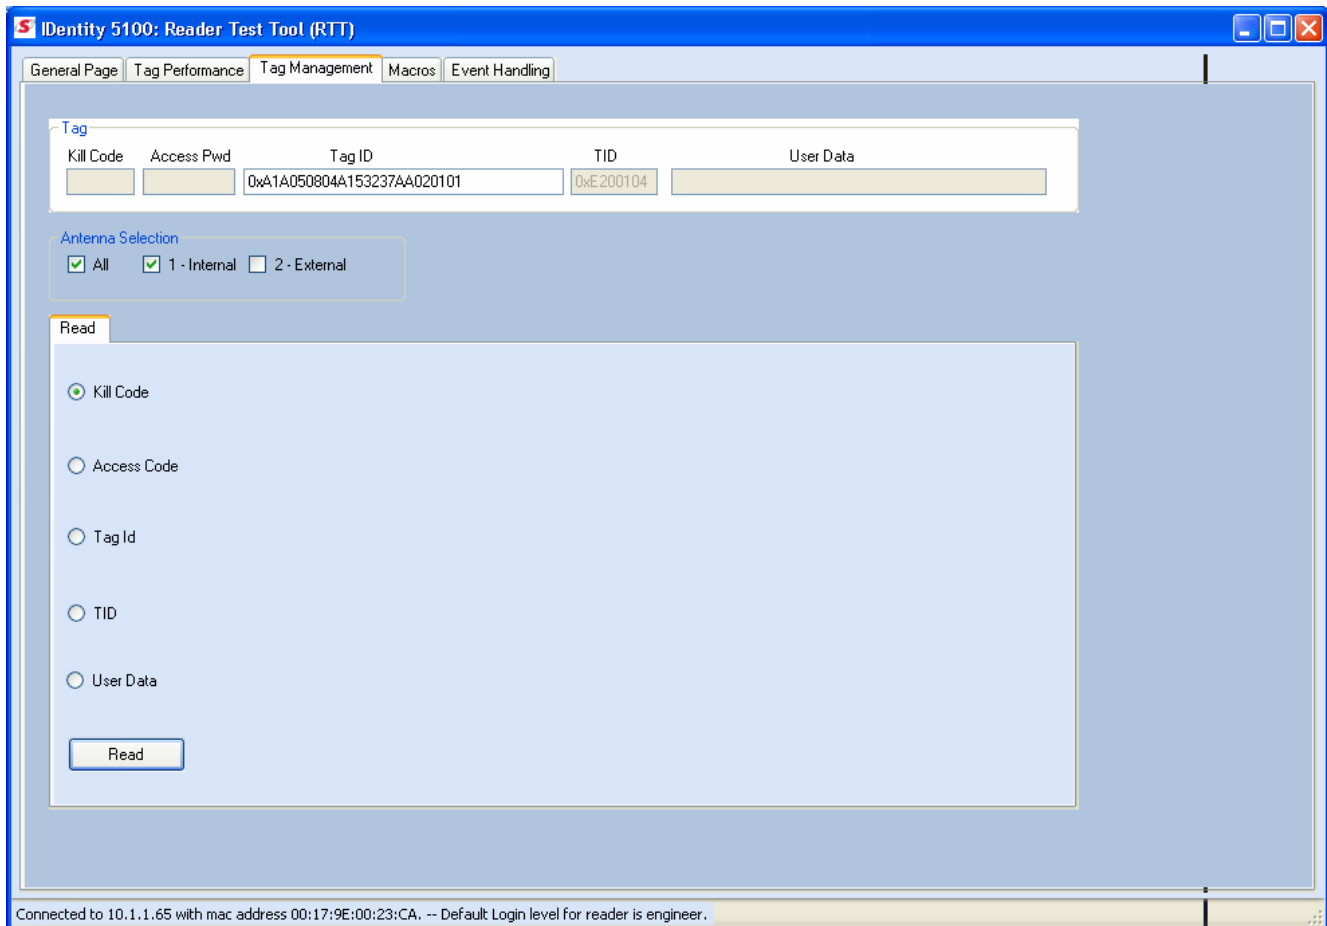 IDentity 5100: Reader Test Tool (RTT)
General Page Tag Performance Tag Management Macros Event Handling
Tag
Kill Code Access Pwd Tag ID TID User Data
0xA1A050804A153237AA020101 0xE200104
Antenna Selection
All 1 - Internal 2 - External
Read
Kill Code
Access Code
Tag Id
TID
User Data
Read
Connected to 10.1.1.65 with mac address 00:17:9E:00:23:CA. -- Default Login level for reader is engineer.